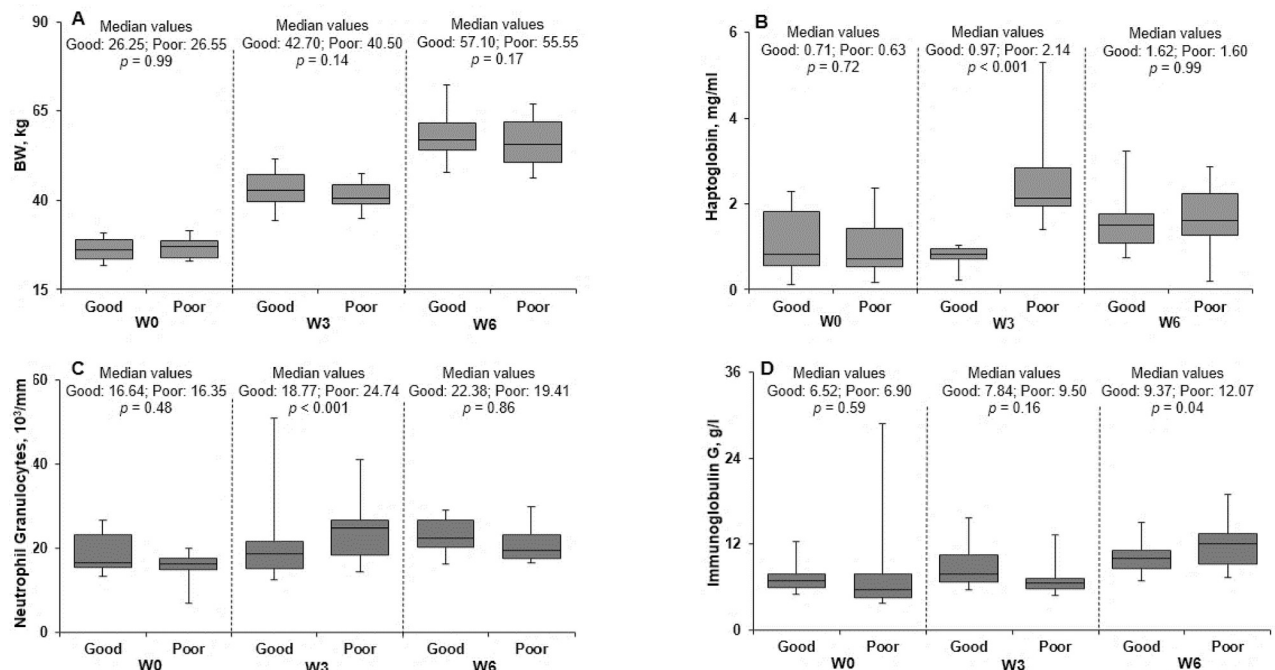 A
90
65
40
15
BW, kg
Median values
Good: 26.25; Poor: 26.55
p = 0.99
Median values
Good: 42.70; Poor: 40.50
p = 0.14
Median values
Good: 57.10; Poor: 55.55
p = 0.17
Good Poor Good Poor Good Poor
W0 W3 W6
B
6
4
2
0
Haptoglobin, mg/ml
Median values
Good: 0.71; Poor: 0.63
p = 0.72
Median values
Good: 0.97; Poor: 2.14
p < 0.001
Median values
Good: 1.62; Poor: 1.60
p = 0.99
Good Poor Good Poor Good Poor
W0 W3 W6
C
60
40
20
0
Neutrophil Granulocytes, 10³/mm
Median values
Good: 16.64; Poor: 16.35
p = 0.48
Median values
Good: 18.77; Poor: 24.74
p < 0.001
Median values
Good: 22.38; Poor: 19.41
p = 0.86
Good Poor Good Poor Good Poor
W0 W3 W6
D
36
24
12
0
Immunoglobulin G, g/l
Median values
Good: 6.52; Poor: 6.90
p = 0.59
Median values
Good: 7.84; Poor: 9.50
p = 0.16
Median values
Good: 9.37; Poor: 12.07
p = 0.04
Good Poor Good Poor Good Poor
W0 W3 W6